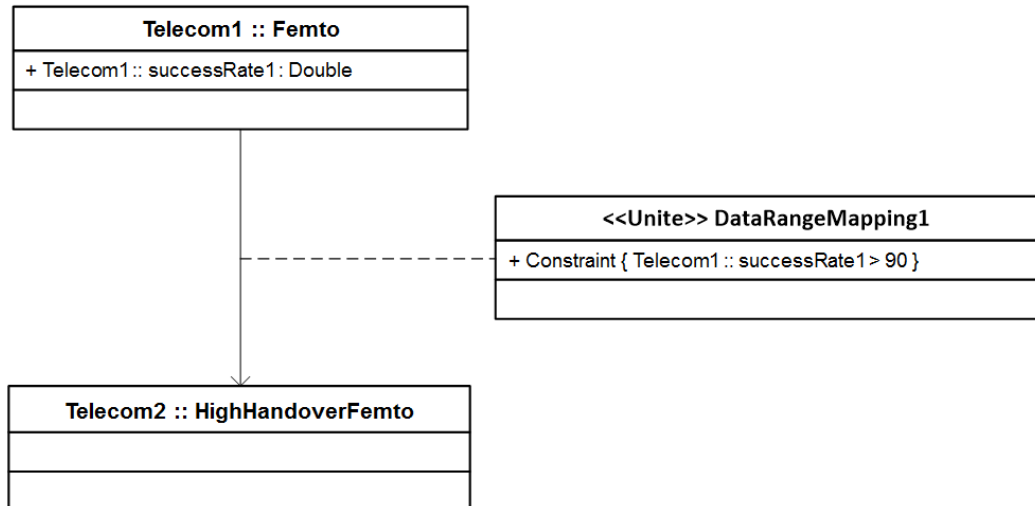 Telecom1 :: Femto
+ Telecom1:: successRate1: Double
<<Unite>> DataRangeMapping1
+ Constraint { Telecom1 :: successRate1 > 90 }
Telecom2 :: HighHandoverFemto